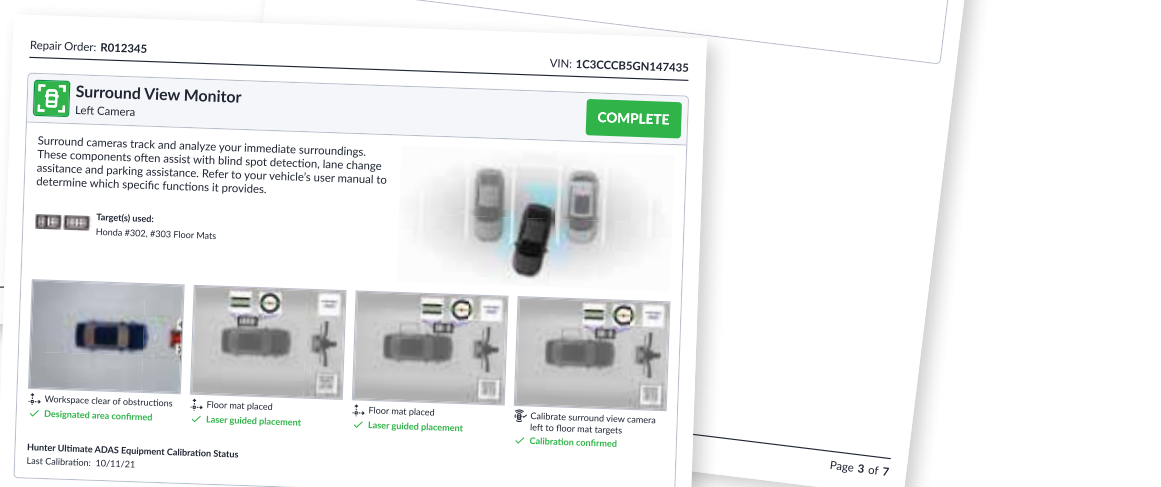 Repair Order: R012345
VIN: 1C3CCCB5GN147435
Surround View Monitor
Left Camera
COMPLETE
Surround cameras track and analyze your immediate surroundings.
These components often assist with blind spot detection, lane change
assitance and parking assistance. Refer to your vehicle's user manual to
determine which specific functions it provides.
Target(s) used:
Honda #302, #303 Floor Mats
Workspace clear of obstructions
Designated area confirmed
Floor mat placed
Laser guided placement
Floor mat placed
Laser guided placement
Calibrate surround view camera
left to floor mat targets
Calibration confirmed
Hunter Ultimate ADAS Equipment Calibration Status
Last Calibration: 10/11/21
Page 3 of 7